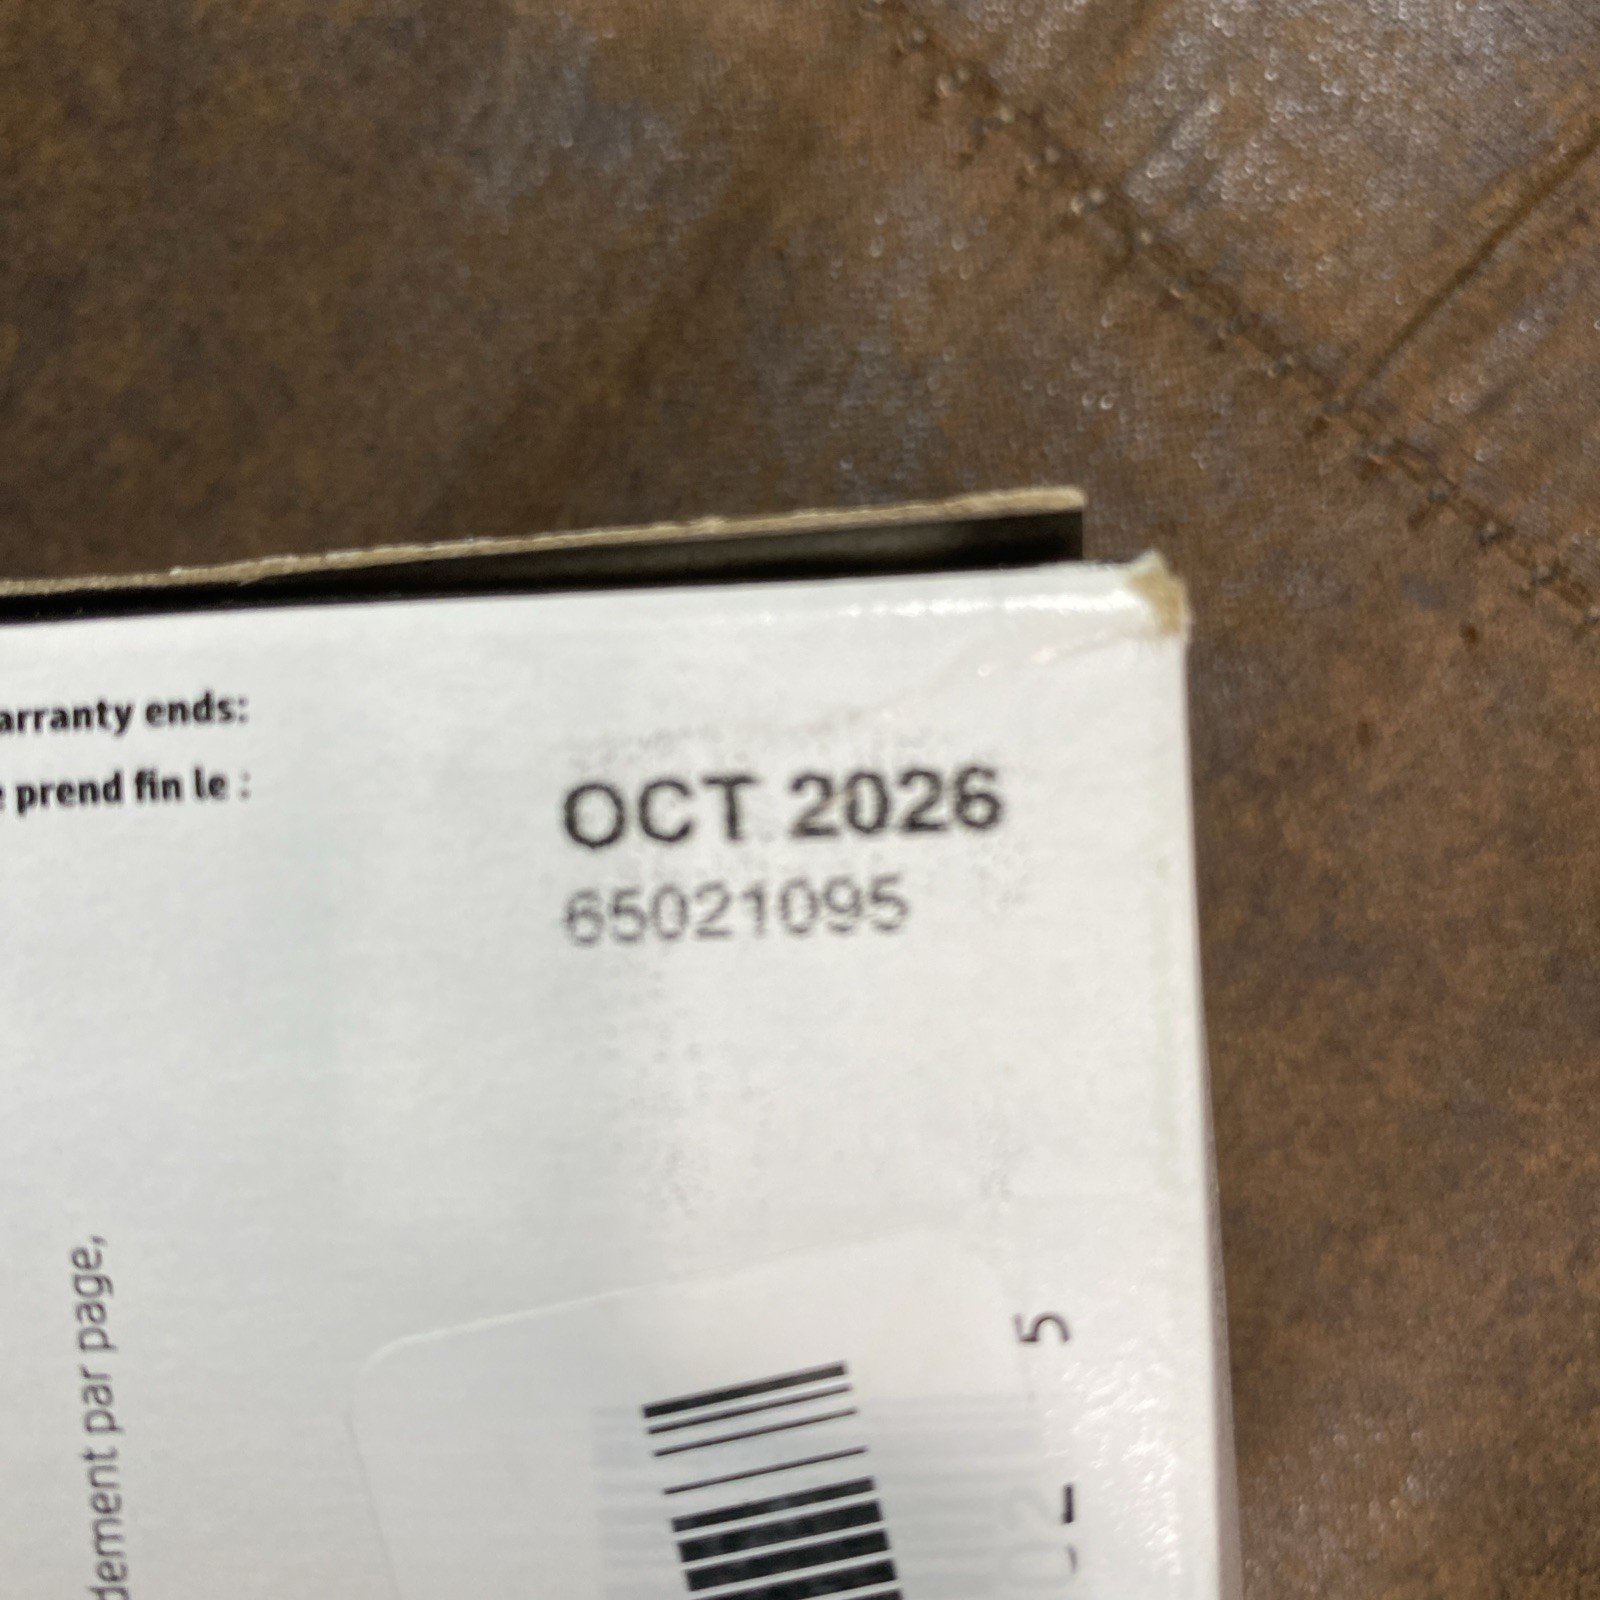 arranty ends:
e prend fin le :
OCT 2026
65021095
dement par page,
5